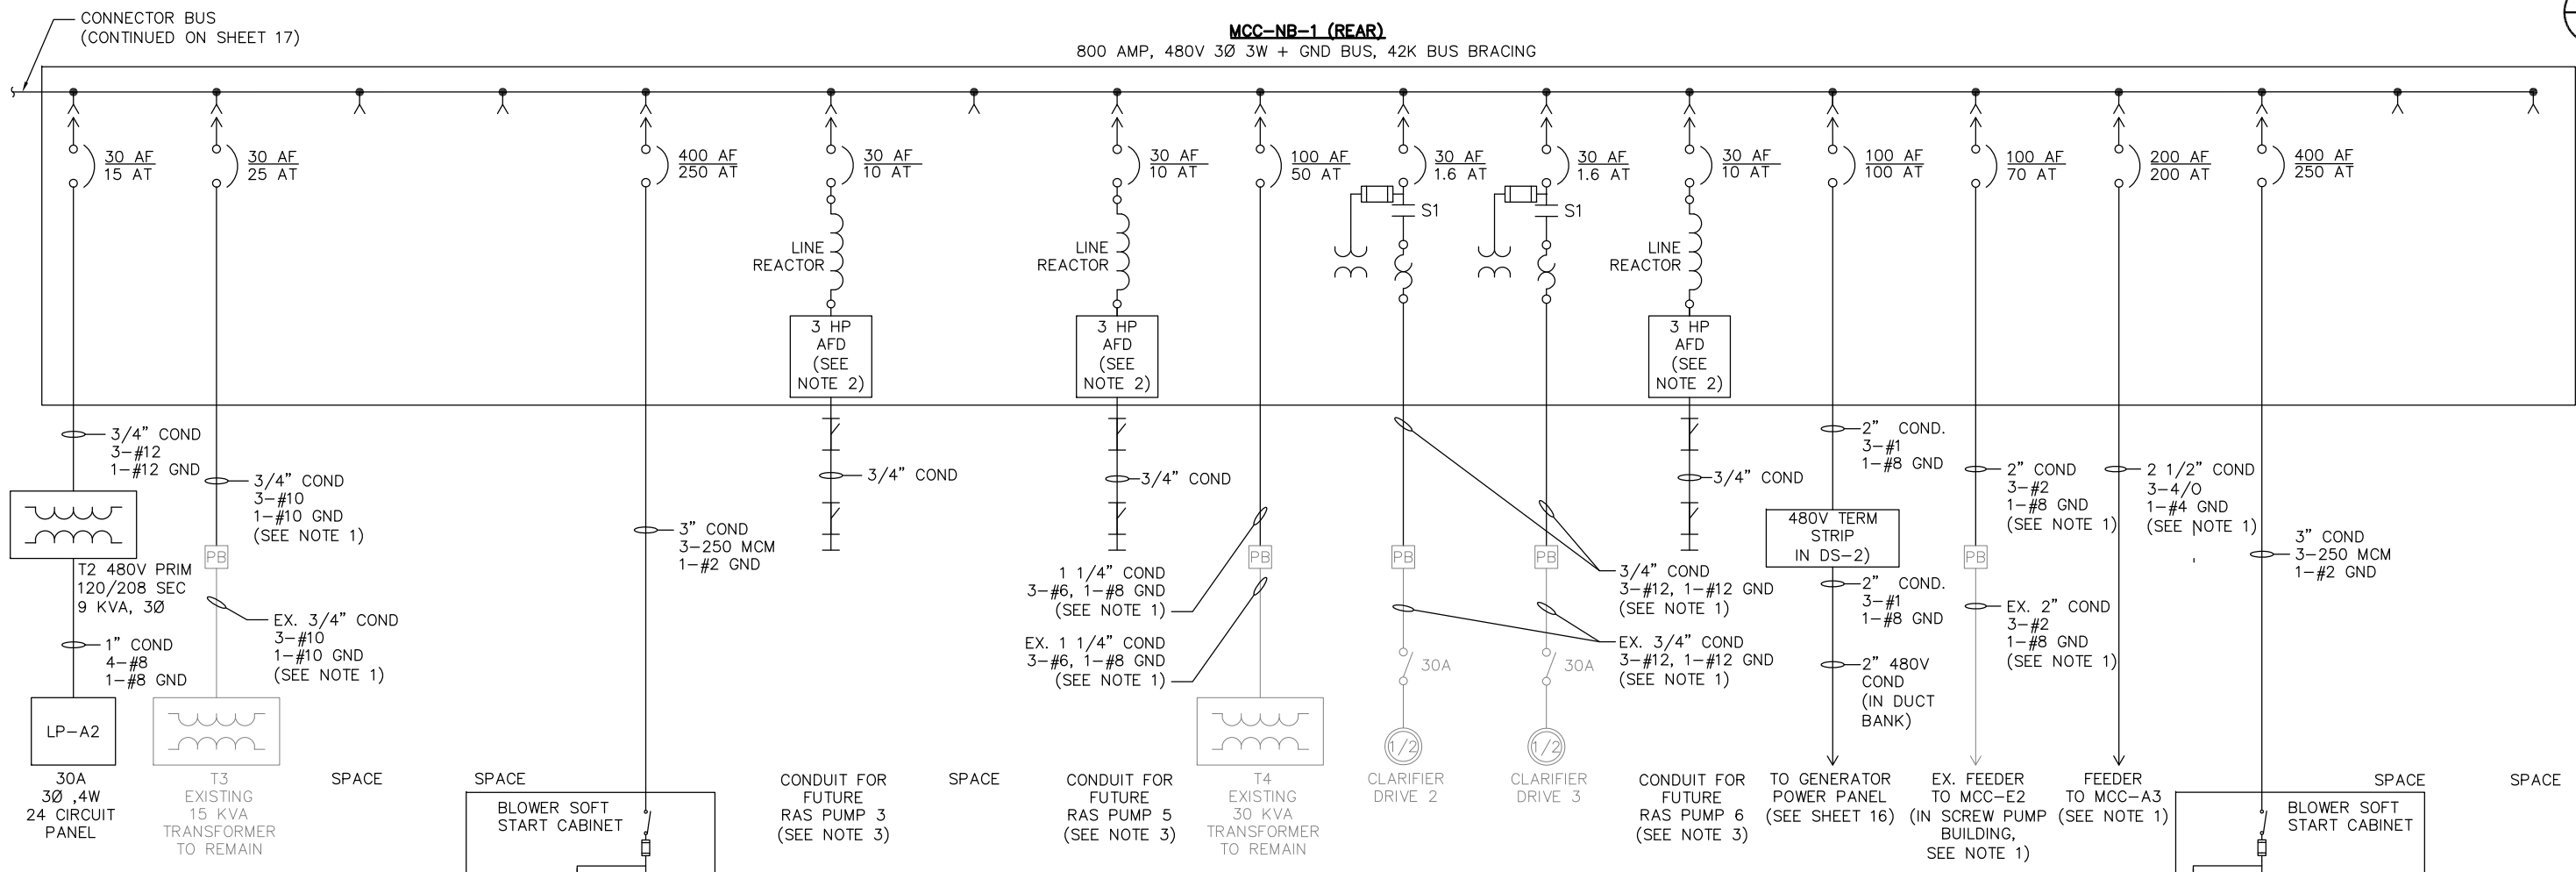 CONNECTOR BUS
(CONTINUED ON SHEET 17)
MCC-NB-1 (REAR)
800 AMP, 480V 3Ø 3W + GND BUS, 42K BUS BRACING
30 AF
15 AT
30 AF
25 AT
400 AF
250 AT
30 AF
10 AT
30 AF
10 AT
100 AF
50 AT
30 AF
1.6 AT
30 AF
1.6 AT
30 AF
10 AT
100 AF
100 AT
100 AF
70 AT
200 AF
200 AT
400 AF
250 AT
S1
S1
LINE
REACTOR
LINE
REACTOR
LINE
REACTOR
3 HP
AFD
(SEE
NOTE 2)
3 HP
AFD
(SEE
NOTE 2)
3 HP
AFD
(SEE
NOTE 2)
3/4" COND
3-#12
1-#12 GND
T2 480V PRIM
120/208 SEC
9 KVA, 3Ø
1" COND
4-#8
1-#8 GND
LP-A2
30A
3Ø ,4W
24 CIRCUIT
PANEL
3/4" COND
3-#10
1-#10 GND
(SEE NOTE 1)
PB
EX. 3/4" COND
3-#10
1-#10 GND
(SEE NOTE 1)
T3
EXISTING
15 KVA
TRANSFORMER
TO REMAIN
SPACE
SPACE
3" COND
3-250 MCM
1-#2 GND
BLOWER SOFT
START CABINET
3/4" COND
CONDUIT FOR
FUTURE
RAS PUMP 3
(SEE NOTE 3)
SPACE
3/4" COND
CONDUIT FOR
FUTURE
RAS PUMP 5
(SEE NOTE 3)
1 1/4" COND
3-#6, 1-#8 GND
(SEE NOTE 1)
PB
EX. 1 1/4" COND
3-#6, 1-#8 GND
(SEE NOTE 1)
T4
EXISTING
30 KVA
TRANSFORMER
TO REMAIN
PB
30A
1/2
CLARIFIER
DRIVE 2
PB
30A
1/2
CLARIFIER
DRIVE 3
3/4" COND
3-#12, 1-#12 GND
(SEE NOTE 1)
EX. 3/4" COND
3-#12, 1-#12 GND
(SEE NOTE 1)
3/4" COND
CONDUIT FOR
FUTURE
RAS PUMP 6
(SEE NOTE 3)
2" COND.
3-#1
1-#8 GND
480V TERM
STRIP
IN DS-2)
2" COND.
3-#1
1-#8 GND
2" 480V
COND
(IN DUCT
BANK)
TO GENERATOR
POWER PANEL
(SEE SHEET 16)
2" COND
3-#2
1-#8 GND
(SEE NOTE 1)
PB
EX. 2" COND
3-#2
1-#8 GND
(SEE NOTE 1)
EX. FEEDER
TO MCC-E2
(IN SCREW PUMP
BUILDING,
SEE NOTE 1)
2 1/2" COND
3-4/0
1-#4 GND
(SEE NOTE 1)
FEEDER
TO MCC-A3
(SEE NOTE 1)
3" COND
3-250 MCM
1-#2 GND
BLOWER SOFT
START CABINET
SPACE
SPACE